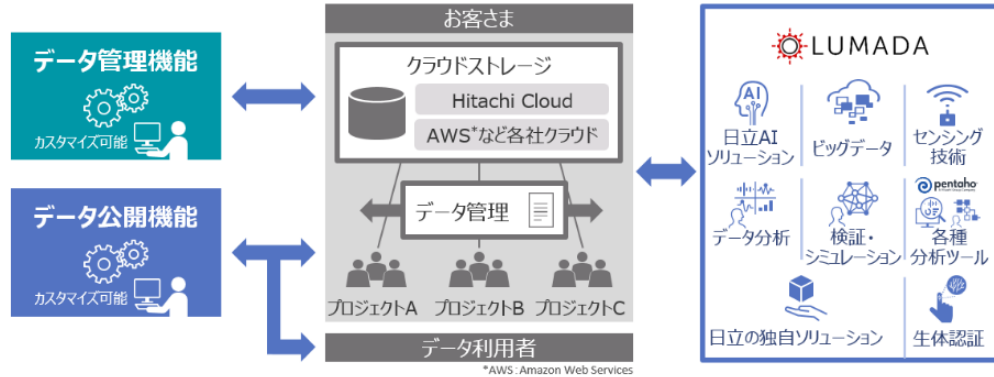 データ管理機能
カスタマイズ可能
データ公開機能
カスタマイズ可能
お客さま
クラウドストレージ
Hitachi Cloud
AWS*など各社クラウド
データ管理
プロジェクトA プロジェクトB プロジェクトC
データ利用者
*AWS:Amazon Web Services
LUMADA
AI
日立AI
ソリューション
ビッグデータ
センシング
技術
データ分析
検証・
シミュレーション
pentaho
各種
分析ツール
日立の独自ソリューション
生体認証